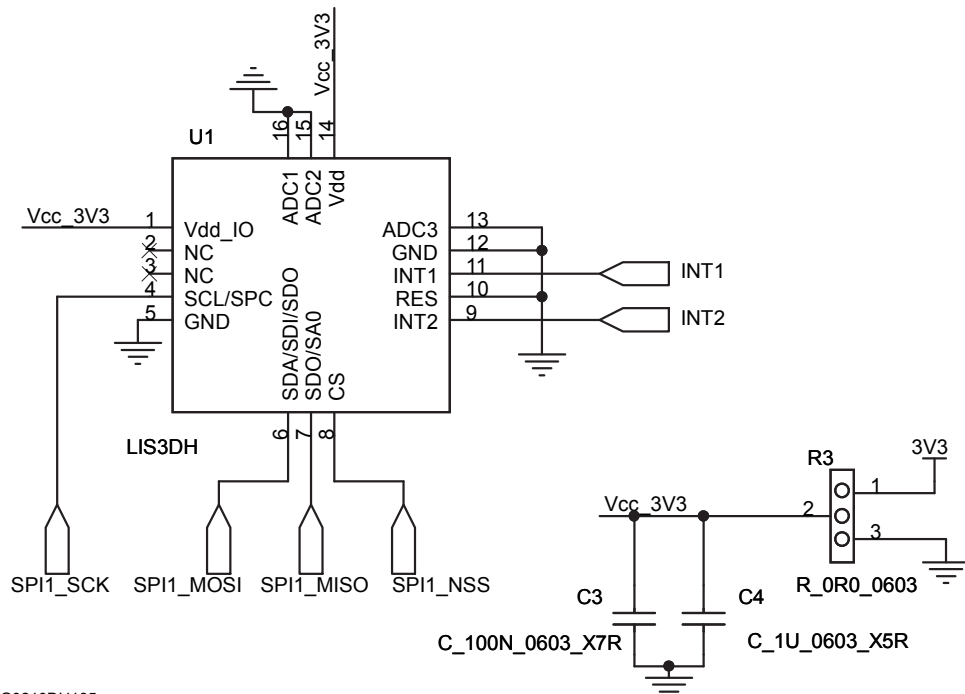 Vcc_3V3
U1
16
15
14
ADC1
ADC2
Vdd
Vcc_3V3
1
Vdd_IO
2
NC
3
NC
4
SCL/SPC
5
GND
ADC3
13
GND
12
INT1
11
INT1
RES
10
INT2
9
INT2
SDA/SDI/SDO
SDO/SA0
CS
6
7
8
LIS3DH
SPI1_SCK
SPI1_MOSI
SPI1_MISO
SPI1_NSS
R3
3V3
1
Vcc_3V3
2
3
R_0R0_0603
C3
C4
C_100N_0603_X7R
C_1U_0603_X5R